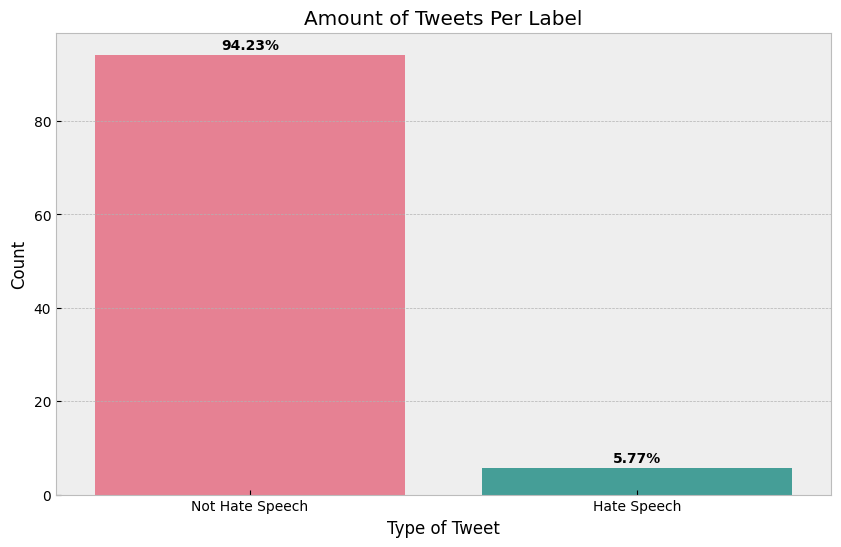 Amount of Tweets Per Label
94.23%
5.77%
80
60
40
20
0
Count
Not Hate Speech
Hate Speech
Type of Tweet